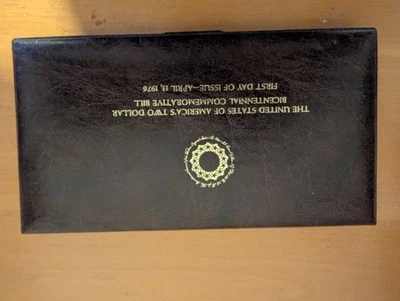 THE UNITED STATES OF AMERICA'S TWO DOLLAR
BICENTENNIAL COMMEMORATIVE BILL
FIRST DAY OF ISSUE—APRIL 13, 1976